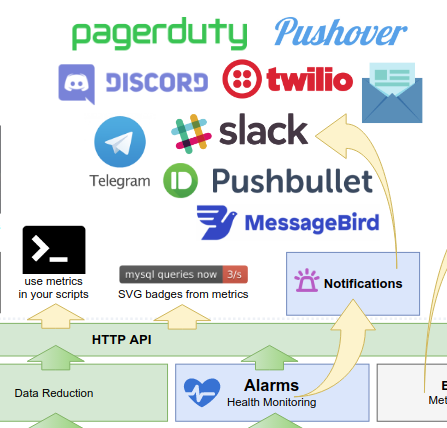 pagerduty
Pushover
DISCORD
twilio
slack
Telegram
Pushbullet
MessageBird
use metrics
in your scripts
mysql queries now 3/s
SVG badges from metrics
Notifications
HTTP API
Data Reduction
Alarms
Health Monitoring